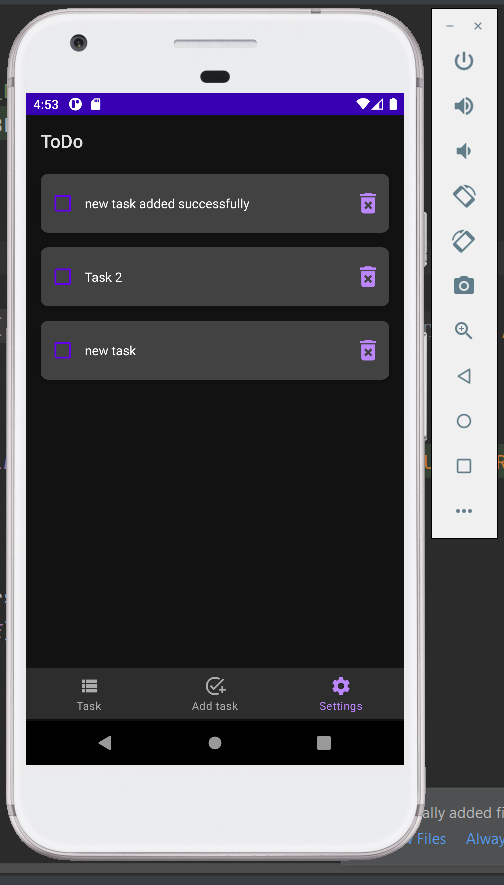 4:53
ToDo
new task added successfully
Task 2
new task
Task
Add task
Settings
ally added fi
Files
Alway